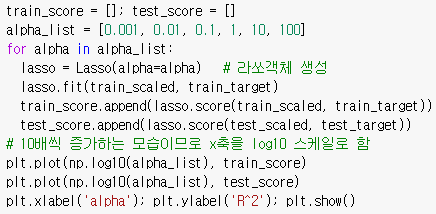 train_score = []; test_score = []
alpha_list = [0.001, 0.01, 0.1, 1, 10, 100]
for alpha in alpha_list:
  lasso = Lasso(alpha=alpha)   # 라쏘객체 생성
  lasso.fit(train_scaled, train_target)
  train_score.append(lasso.score(train_scaled, train_target))
  test_score.append(lasso.score(test_scaled, test_target))
# 10배씩 증가하는 모습이므로 x축을 log10 스케일로 함
plt.plot(np.log10(alpha_list), train_score)
plt.plot(np.log10(alpha_list), test_score)
plt.xlabel('alpha'); plt.ylabel('R^2'); plt.show()